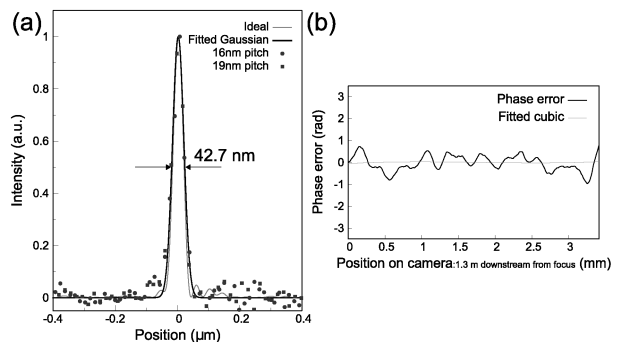 (a)
Ideal
Fitted Gaussian
16nm pitch
19nm pitch
1
0.8
0.6
0.4
0.2
0
Intensity (a.u.)
42.7 nm
-0.4
-0.2
0
0.2
0.4
Position (μm)
(b)
Phase error
Fitted cubic
3
2
1
0
-1
-2
-3
Phase error (rad)
0
0.5
1
1.5
2
2.5
3
Position on camera:1.3 m downstream from focus (mm)